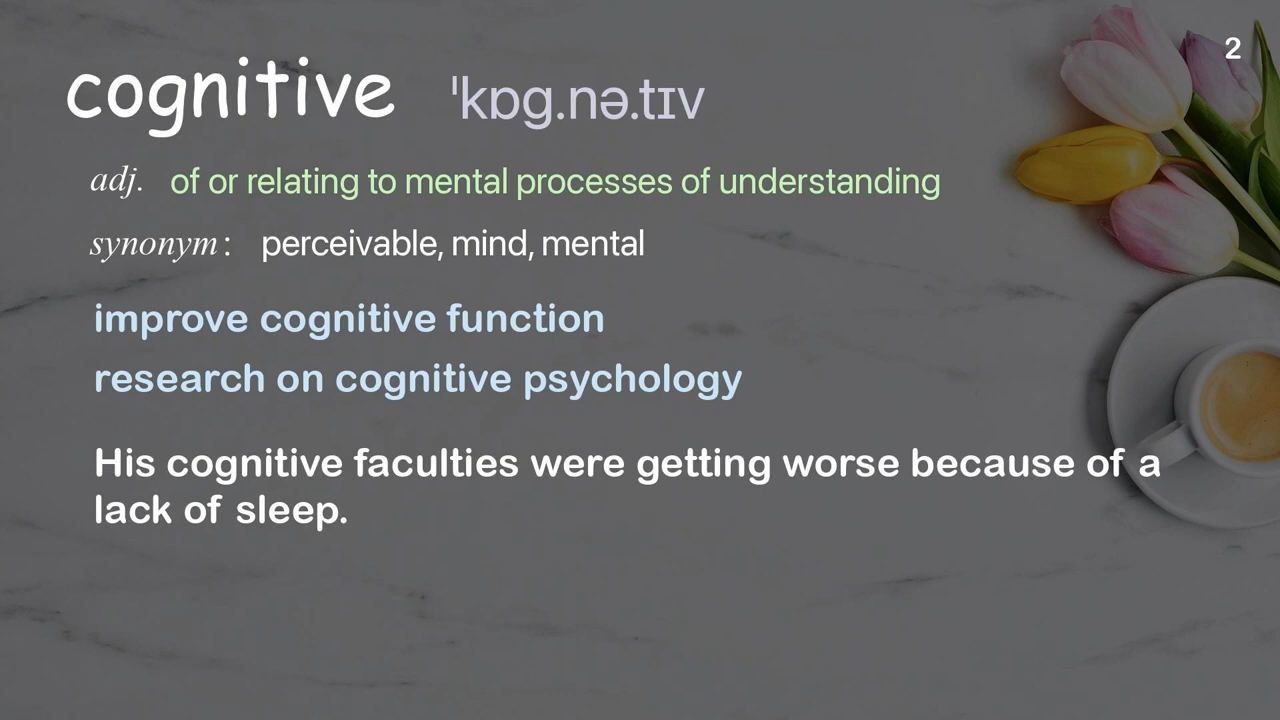 2
cognitive ˈkɒg.nə.tɪv
adj. of or relating to mental processes of understanding
synonym: perceivable, mind, mental
improve cognitive function
research on cognitive psychology
His cognitive faculties were getting worse because of a
lack of sleep.